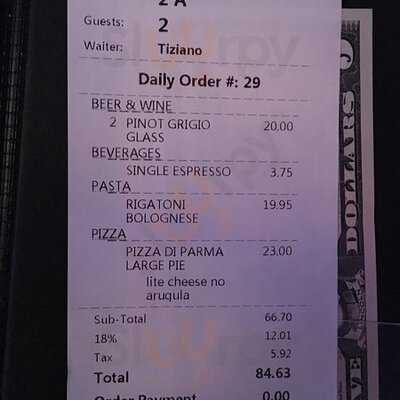 2 A
Guests: 2
Waiter: Tiziano
Daily Order #: 29
BEER & WINE
2 PINOT GRIGIO 20.00
GLASS
BEVERAGES
SINGLE ESPRESSO 3.75
PASTA
RIGATONI 19.95
BOLOGNESE
PIZZA
PIZZA DI PARMA 23.00
LARGE PIE
lite cheese no
arugula
Sub-Total 66.70
18% 12.01
Tax 5.92
Total 84.63
Order Payment 0.00
DOLLARS